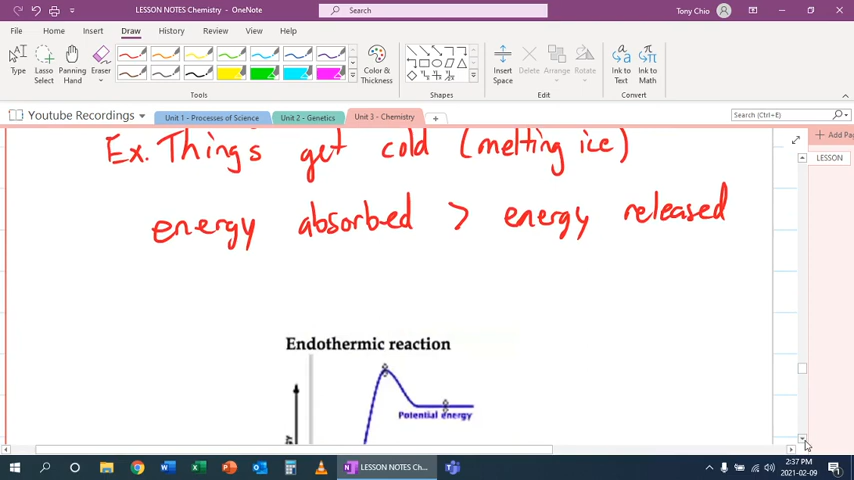 LESSON NOTES Chemistry - OneNote
Search
Tony Chio
File Home Insert Draw History Review View Help
Type
Lasso Select
Panning Hand
Eraser
Color & Thickness
Insert Space
Delete
Arrange
Rotate
Ink to Text
Ink to Math
Tools
Shapes
Edit
Convert
Youtube Recordings
Unit 1 - Processes of Science
Unit 2 - Genetics
Unit 3 - Chemistry
Search (Ctrl+E)
Add Pa
LESSON
Ex. Things get cold (melting ice)
energy absorbed > energy released
Endothermic reaction
Potential energy
LESSON NOTES Che...
2:37 PM
2021-02-09